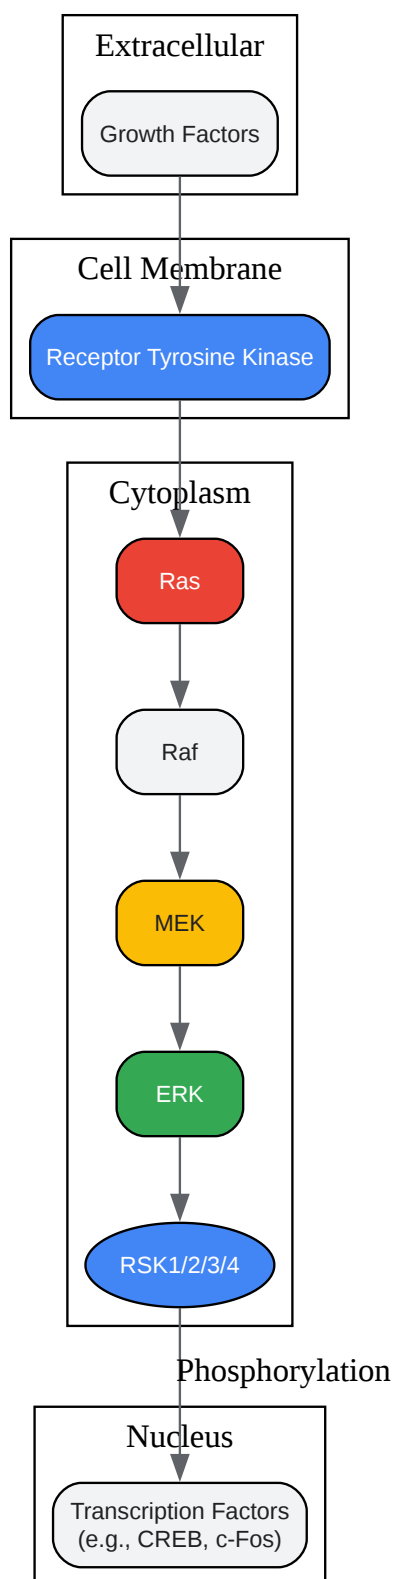 Extracellular
Growth Factors
Cell Membrane
Receptor Tyrosine Kinase
Cytoplasm
Ras
Raf
MEK
ERK
RSK1/2/3/4
Phosphorylation
Nucleus
Transcription Factors
(e.g., CREB, c-Fos)